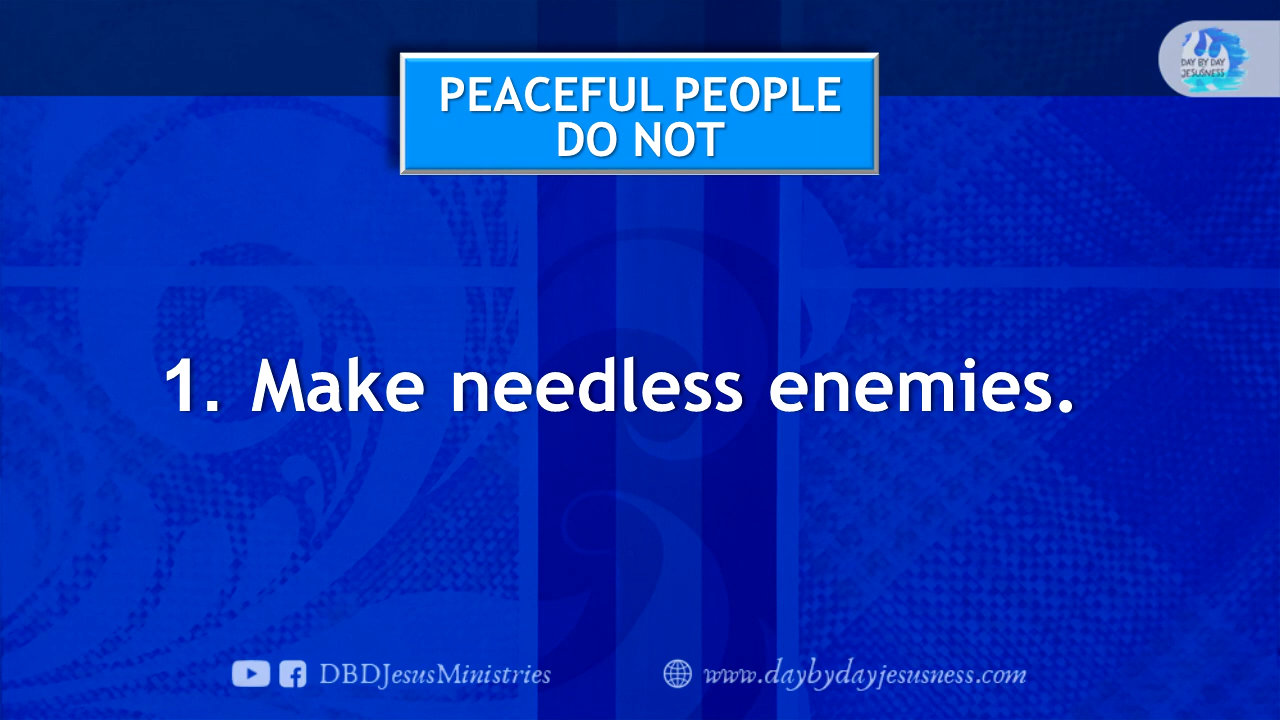 DAY BY DAY
JESUSNESS
PEACEFUL PEOPLE
DO NOT
1. Make needless enemies.
DBDJesusMinistries
www.daybydayjesusness.com